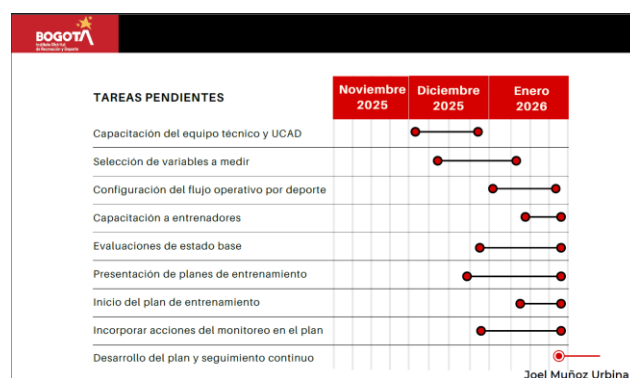 BOGOTÁ
Instituto Distrital
de Recreación y Deporte
TAREAS PENDIENTES
Noviembre 2025
Diciembre 2025
Enero 2026
Capacitación del equipo técnico y UCAD
Selección de variables a medir
Configuración del flujo operativo por deporte
Capacitación a entrenadores
Evaluaciones de estado base
Presentación de planes de entrenamiento
Inicio del plan de entrenamiento
Incorporar acciones del monitoreo en el plan
Desarrollo del plan y seguimiento continuo
Joel Muñoz Urbina